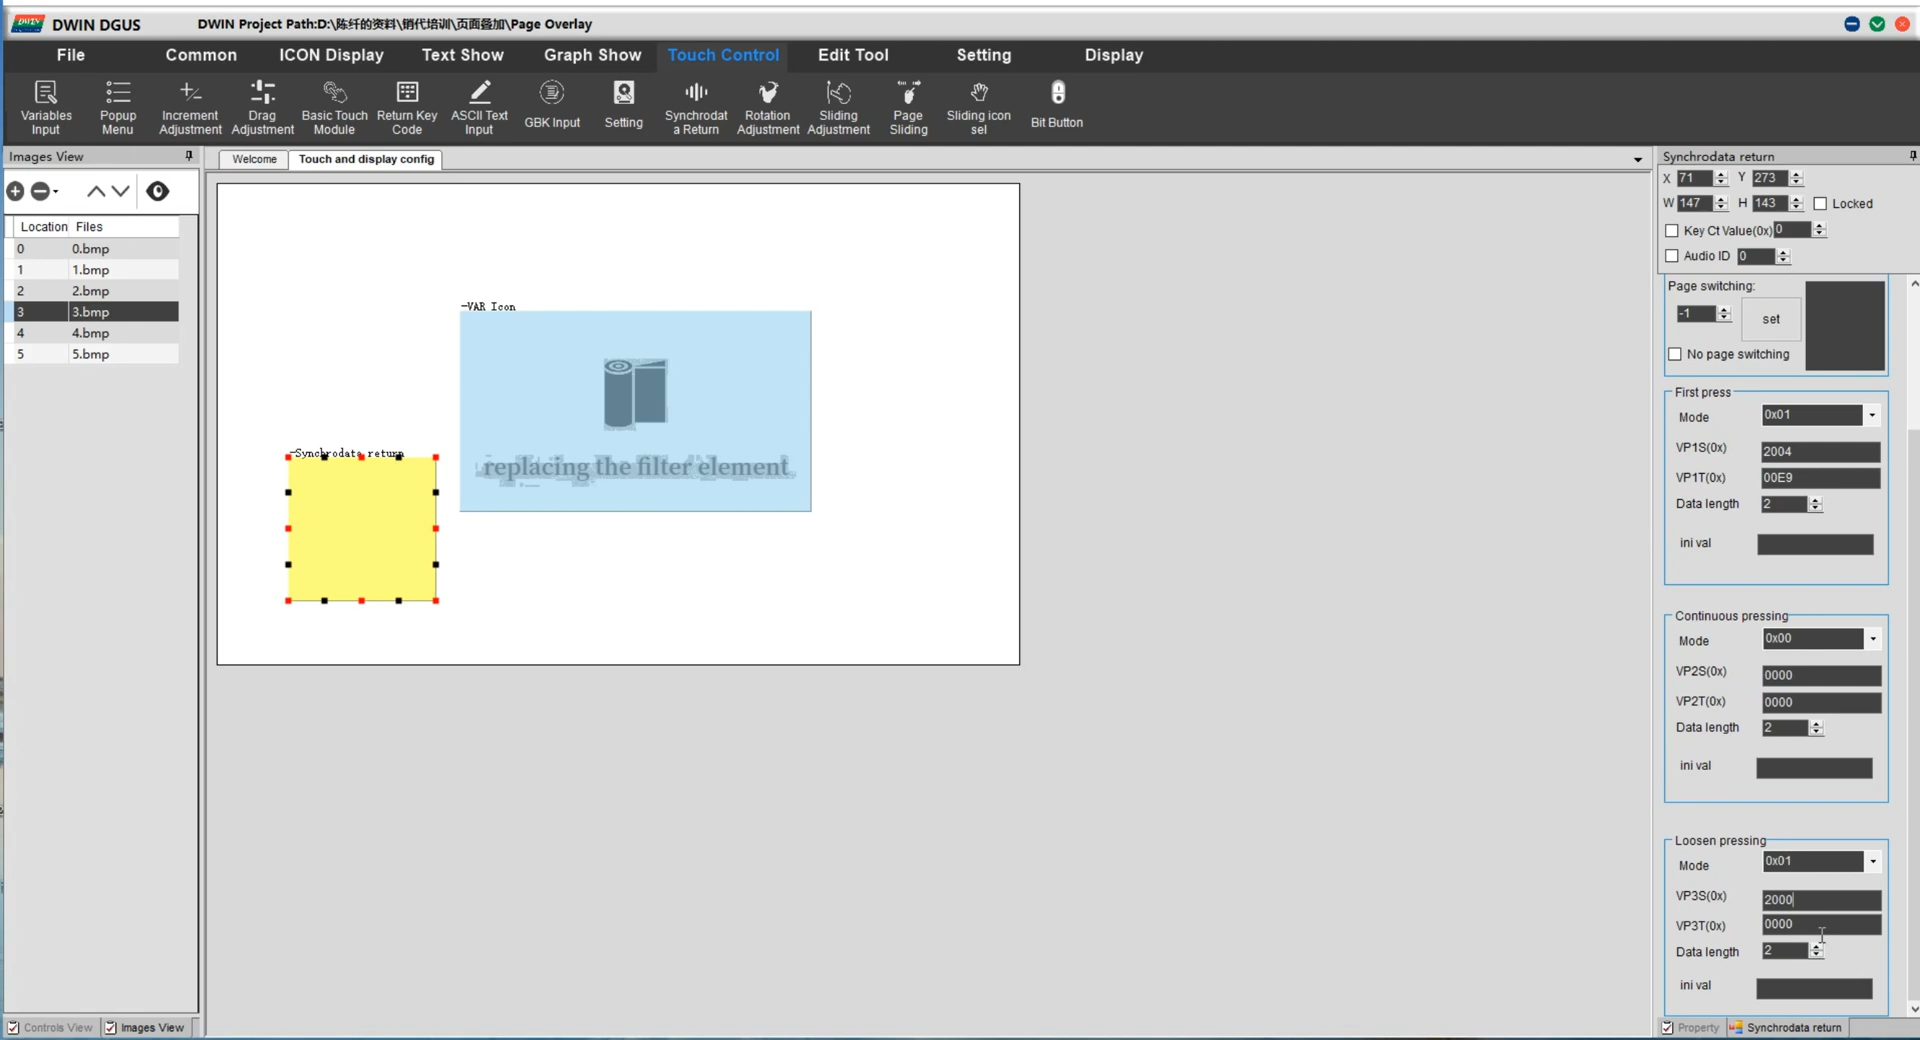 DWIN DGUS
DWIN Project Path:D:\陈纤的资料\销代培训\页面叠加\Page Overlay
File Common ICON Display Text Show Graph Show Touch Control Edit Tool Setting Display
Variables Input
Popup Menu
Increment Adjustment
Drag Adjustment
Basic Touch Module
Return Key Code
ASCII Text Input
GBK Input
Setting
Synchrodat a Return
Rotation Adjustment
Sliding Adjustment
Page Sliding
Sliding icon sel
Bit Button
Images View
Location Files
0 0.bmp
1 1.bmp
2 2.bmp
3 3.bmp
4 4.bmp
5 5.bmp
Controls View Images View
Welcome Touch and display config
VAR Icon
replacing the filter element
Synchrodate return
Synchrodata return
X 71 Y 273
W 147 H 143 Locked
Key Ct Value(0x) 0
Audio ID 0
Page switching:
-1 set
No page switching
First press
Mode 0x01
VP1S(0x) 2004
VP1T(0x) 00E9
Data length 2
ini val
Continuous pressing
Mode 0x00
VP2S(0x) 0000
VP2T(0x) 0000
Data length 2
ini val
Loosen pressing
Mode 0x01
VP3S(0x) 2000
VP3T(0x) 0000
Data length 2
ini val
Property Synchrodata return